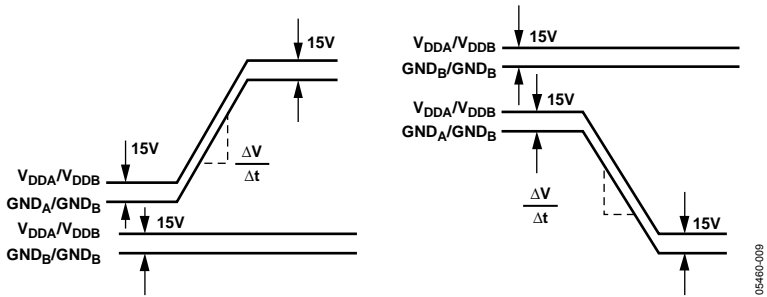 15V
15V
V_DDA/V_DDB
GND_A/GND_B
ΔV
Δt
V_DDA/V_DDB
15V
GND_B/GND_B
V_DDA/V_DDB
15V
GND_B/GND_B
V_DDA/V_DDB
15V
GND_A/GND_B
ΔV
Δt
15V
05460-009